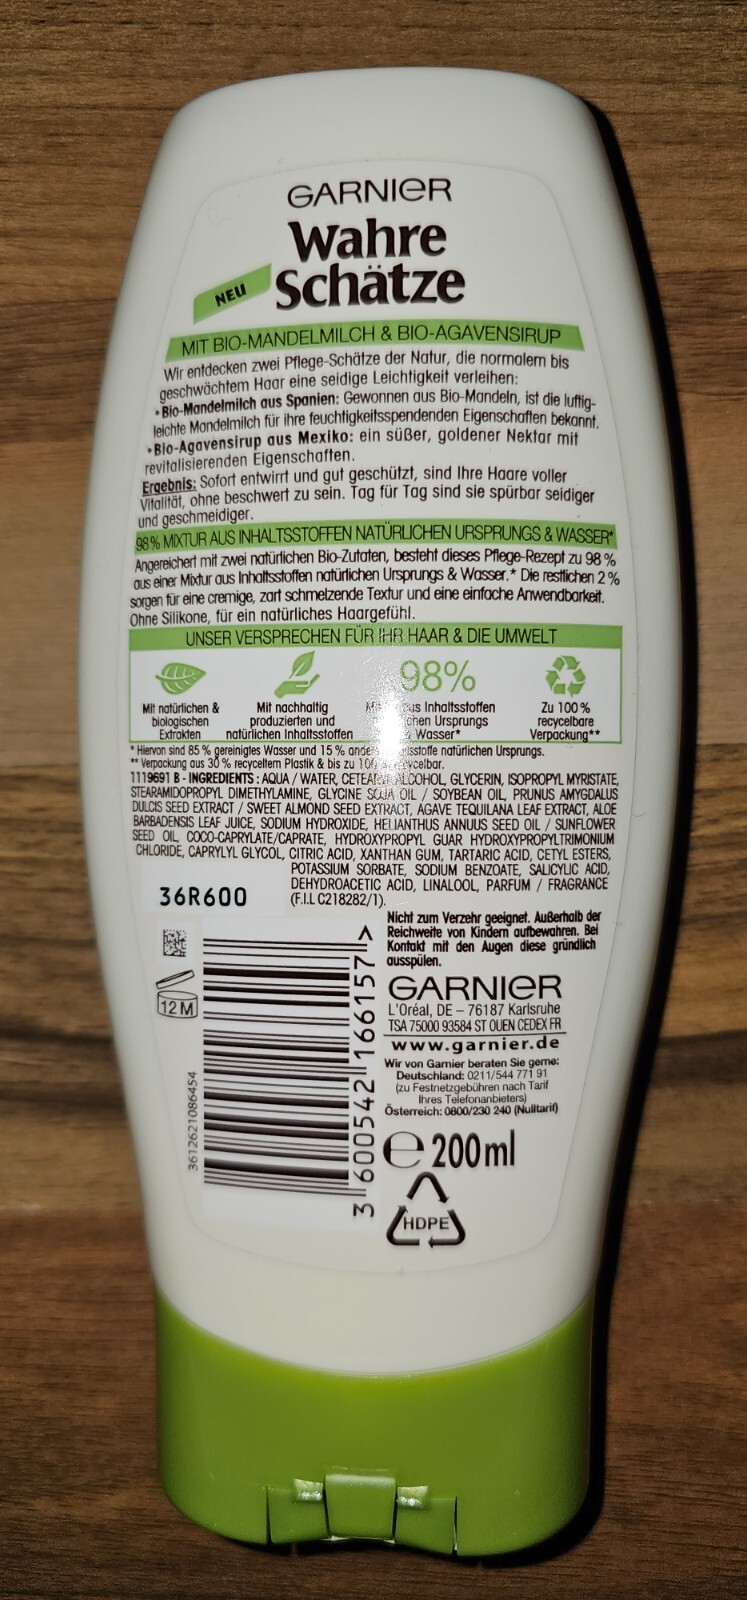 GARNIER
Wahre
Schätze
NEU
MIT BIO-MANDELMILCH & BIO-AGAVENSIRUP
Wir entdecken zwei Pflege-Schätze der Natur, die normalem bis
geschwächtem Haar eine seidige Leichtigkeit verleihen:
•Bio-Mandelmilch aus Spanien: Gewonnen aus Bio-Mandeln, ist die luftig-
leichte Mandelmilch für ihre feuchtigkeitsspendenden Eigenschaften bekannt.
•Bio-Agavensirup aus Mexiko: ein süßer, goldener Nektar mit
revitalisierenden Eigenschaften.
Ergebnis: Sofort entwirrt und gut geschützt, sind Ihre Haare voller
Vitalität, ohne beschwert zu sein. Tag für Tag sind sie spürbar seidiger
und geschmeidiger.
98% MIXTUR AUS INHALTSSTOFFEN NATÜRLICHEN URSPRUNGS & WASSER*
Angereichert mit zwei natürlichen Bio-Zutaten, besteht dieses Pflege-Rezept zu 98 %
aus einer Mixtur aus Inhaltsstoffen natürlichen Ursprungs & Wasser.* Die restlichen 2 %
sorgen für eine cremige, zart schmelzende Textur und eine einfache Anwendbarkeit.
Ohne Silikone, für ein natürliches Haargefühl.
UNSER VERSPRECHEN FÜR IHR HAAR & DIE UMWELT
Mit natürlichen &
biologischen
Extrakten
Mit nachhaltig
produzierten und
natürlichen Inhaltsstoffen
98%
Inhaltsstoffen
Ursprungs
Wasser*
Zu 100 %
recycelbare
Verpackung**
* Hiervon sind 85 % gereinigtes Wasser und 15 % natürlichen Ursprungs.
** Verpackung aus 30 % recyceltem Plastik & bis zu
1119691 B - INGREDIENTS: AQUA / WATER, CETEARYL ALCOHOL, GLYCERIN, ISOPROPYL MYRISTATE,
STEARAMIDOPROPYL DIMETHYLAMINE, GLYCINE SOJA OIL / SOYBEAN OIL, PRUNUS AMYGDALUS
DULCIS SEED EXTRACT / SWEET ALMOND SEED EXTRACT, AGAVE TEQUILANA LEAF EXTRACT, ALOE
BARBADENSIS LEAF JUICE, SODIUM HYDROXIDE, HELIANTHUS ANNUUS SEED OIL / SUNFLOWER
SEED OIL, COCO-CAPRYLATE/CAPRATE, HYDROXYPROPYL GUAR HYDROXYPROPYLTRIMONIUM
CHLORIDE, CAPRYLYL GLYCOL, CITRIC ACID, XANTHAN GUM, TARTARIC ACID, CETYL ESTERS,
POTASSIUM SORBATE, SODIUM BENZOATE, SALICYLIC ACID,
DEHYDROACETIC ACID, LINALOOL, PARFUM / FRAGRANCE
(F.I.L C218282/1).
36R600
Nicht zum Verzehr geeignet. Außerhalb der
Reichweite von Kindern aufbewahren. Bei
Kontakt mit den Augen diese gründlich
ausspülen.
12 M
3612621086454
3 600542 166157 >
GARNIER
L'Oréal, DE – 76187 Karlsruhe
TSA 75000 93584 ST OUEN CEDEX FR
www.garnier.de
Wir von Garnier beraten Sie gerne:
Deutschland: 0211/544 771 91
(zu Festnetzgebühren nach Tarif
Ihres Telefonanbieters)
Österreich: 0800/230 240 (Nulltarif)
℮ 200 ml
HDPE